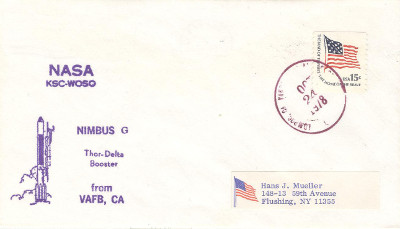 NASA
KSC-WOSO
NIMBUS G
Thor-Delta
Booster
from
VAFB, CA
OCT
24
1978
USA 15c
Hans J. Mueller
148-13 59th Avenue
Flushing, NY 11355